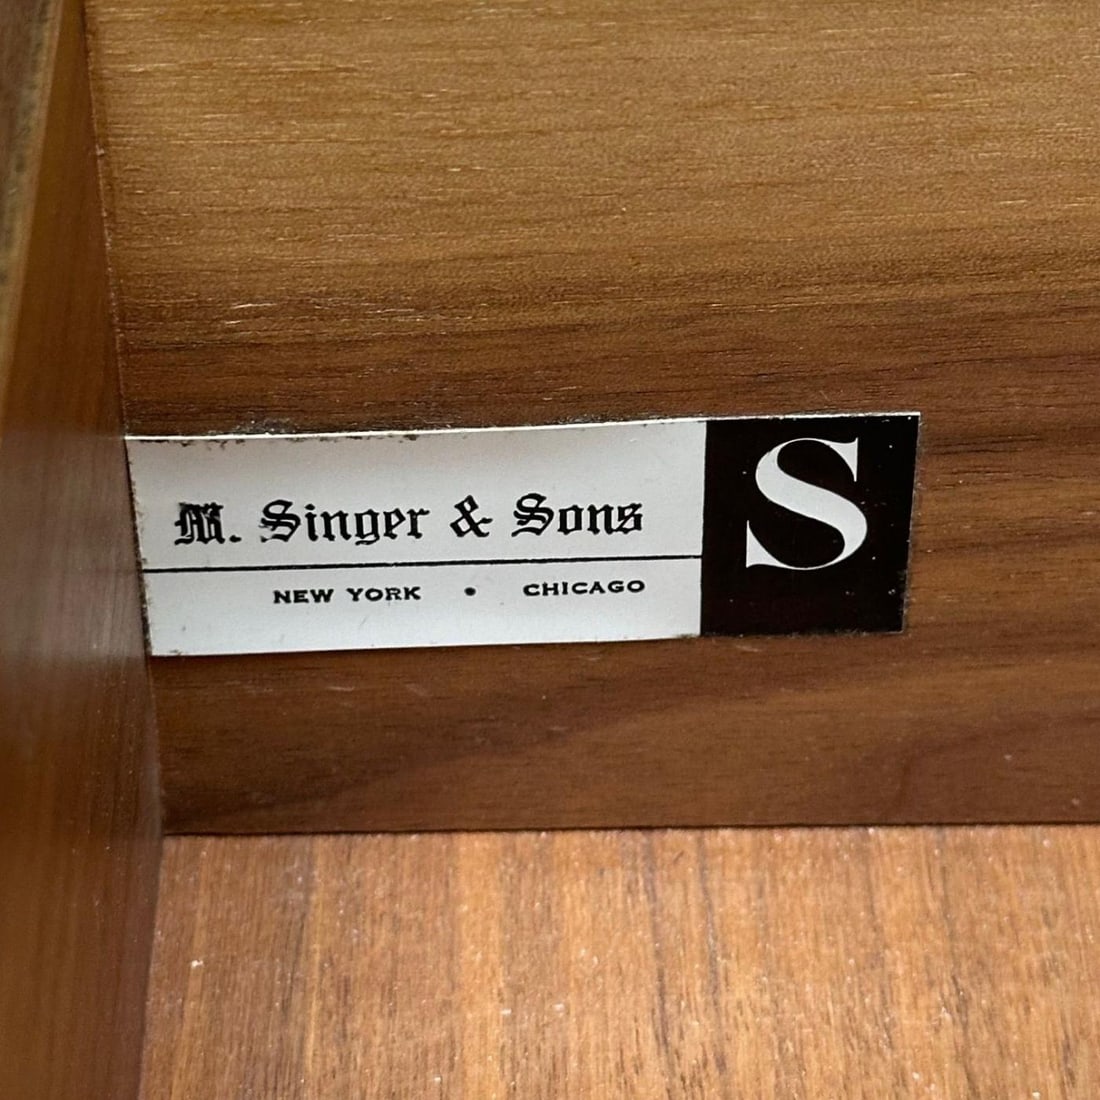 M. Singer & Sons
NEW YORK • CHICAGO
S